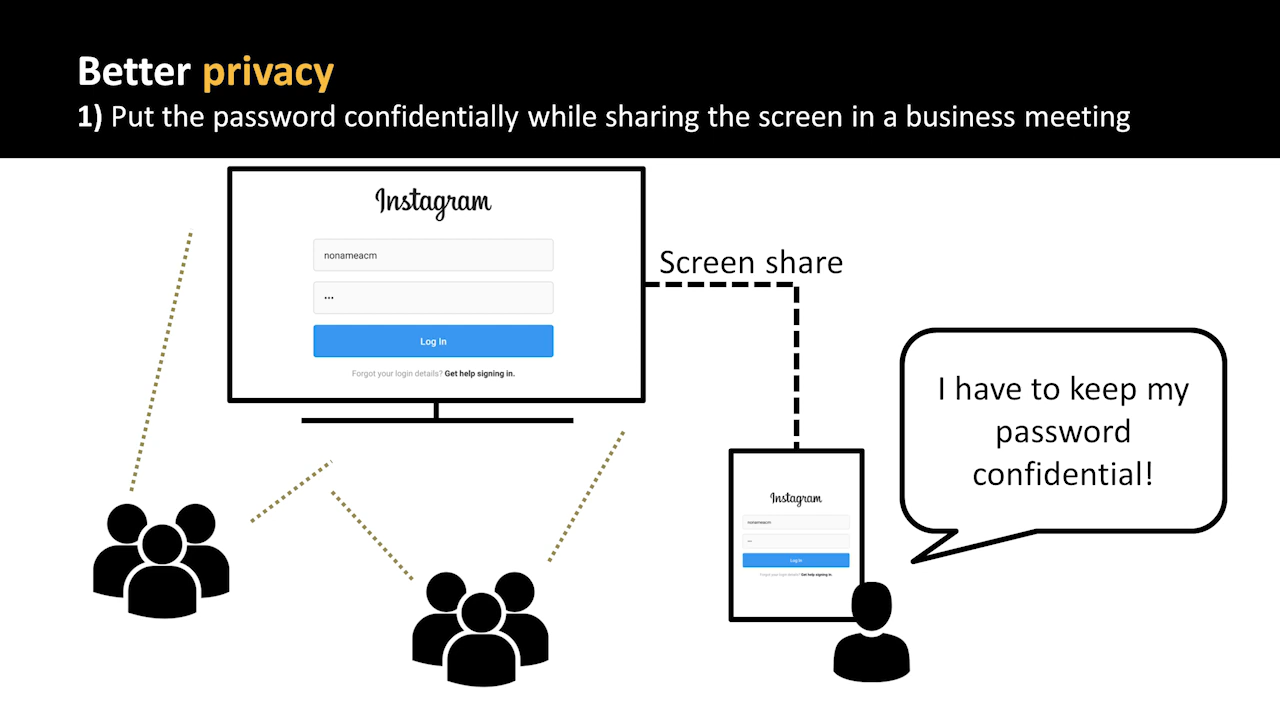 Better privacy
1) Put the password confidentially while sharing the screen in a business meeting
Instagram
nonameacm
•••
Log In
Forgot your login details? Get help signing in.
Screen share
I have to keep my
password
confidential!
Instagram
nonameacm
•••
Log In
Forgot your login details? Get help signing in.